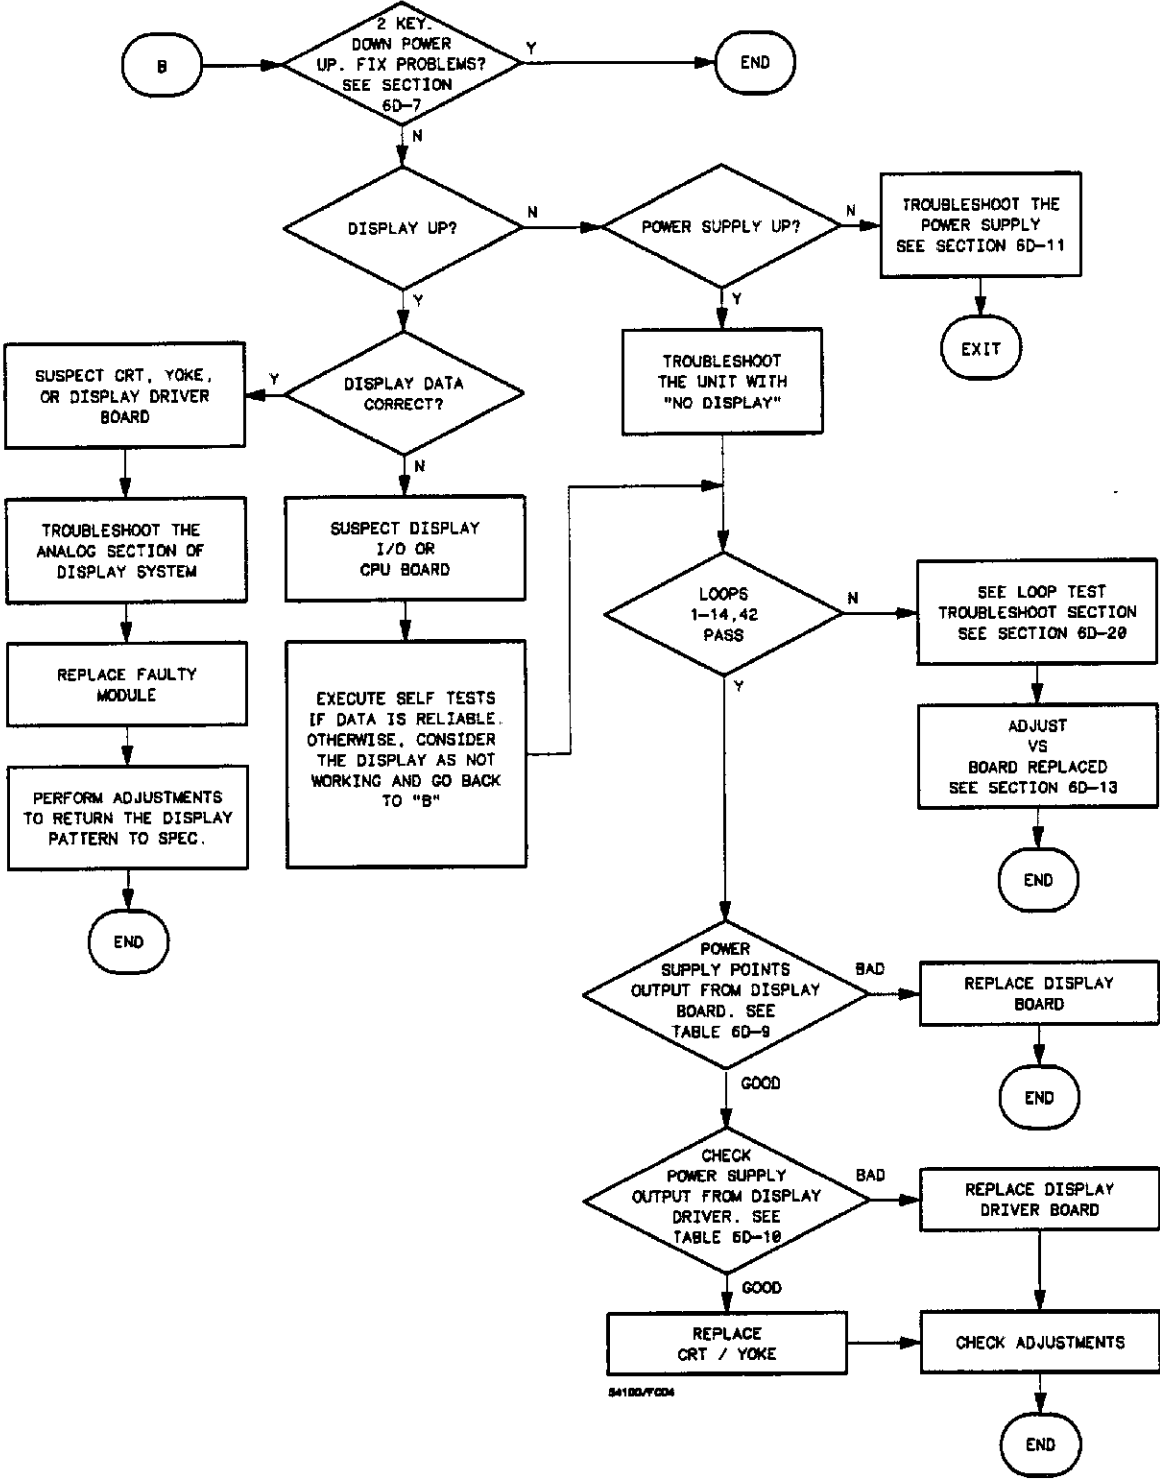 2 KEY.
DOWN POWER
UP. FIX PROBLEMS?
SEE SECTION
6D-7
B
Y
END
N
DISPLAY UP?
N
POWER SUPPLY UP?
N
TROUBLESHOOT THE
POWER SUPPLY
SEE SECTION 6D-11
Y
Y
EXIT
SUSPECT CRT, YOKE,
OR DISPLAY DRIVER
BOARD
Y
DISPLAY DATA
CORRECT?
TROUBLESHOOT
THE UNIT WITH
"NO DISPLAY"
N
TROUBLESHOOT THE
ANALOG SECTION OF
DISPLAY SYSTEM
SUSPECT DISPLAY
I/O OR
CPU BOARD
LOOPS
1-14,42
PASS
N
SEE LOOP TEST
TROUBLESHOOT SECTION
SEE SECTION 6D-20
Y
REPLACE FAULTY
MODULE
EXECUTE SELF TESTS
IF DATA IS RELIABLE.
OTHERWISE, CONSIDER
THE DISPLAY AS NOT
WORKING AND GO BACK
TO "B"
ADJUST
VS
BOARD REPLACED
SEE SECTION 6D-13
PERFORM ADJUSTMENTS
TO RETURN THE DISPLAY
PATTERN TO SPEC.
END
END
POWER
SUPPLY POINTS
OUTPUT FROM DISPLAY
BOARD. SEE
TABLE 6D-9
BAD
REPLACE DISPLAY
BOARD
GOOD
END
CHECK
POWER SUPPLY
OUTPUT FROM DISPLAY
DRIVER. SEE
TABLE 6D-10
BAD
REPLACE DISPLAY
DRIVER BOARD
GOOD
REPLACE
CRT / YOKE
CHECK ADJUSTMENTS
54100/FC04
END